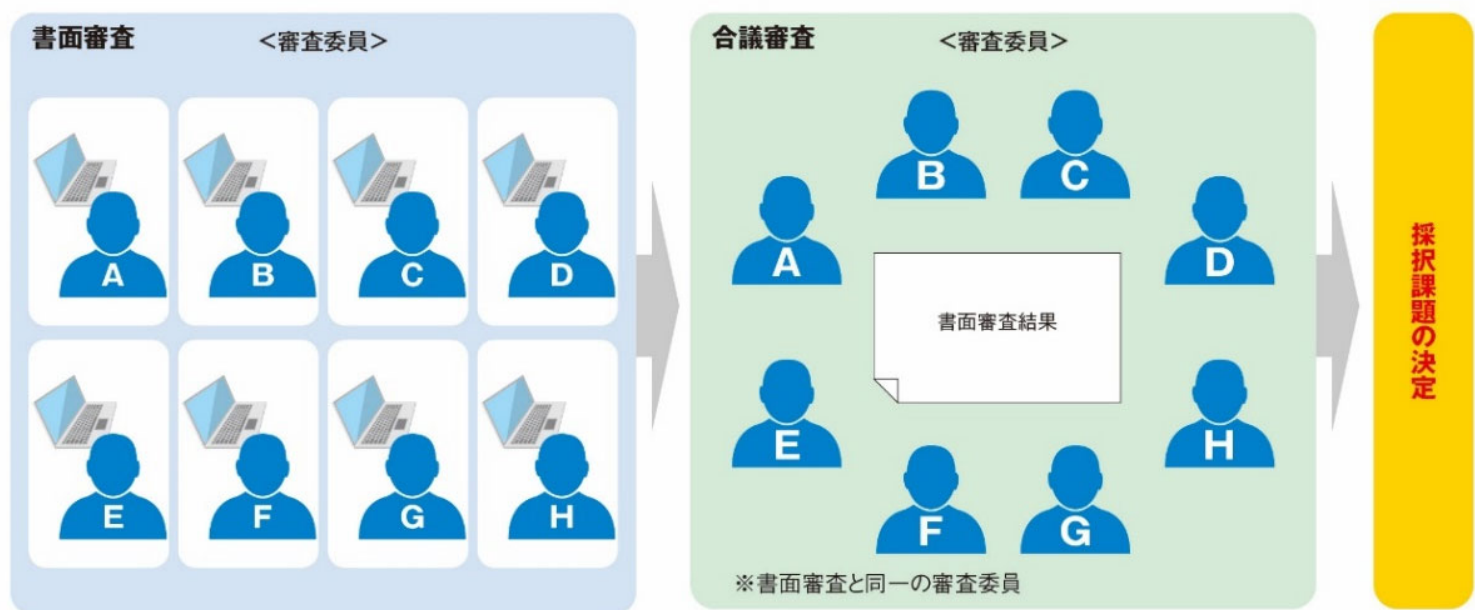 書面審査
<審査委員>
A
B
C
D
E
F
G
H
合議審査
<審査委員>
B
C
A
D
書面審査結果
E
H
F
G
※書面審査と同一の審査委員
採択課題の決定